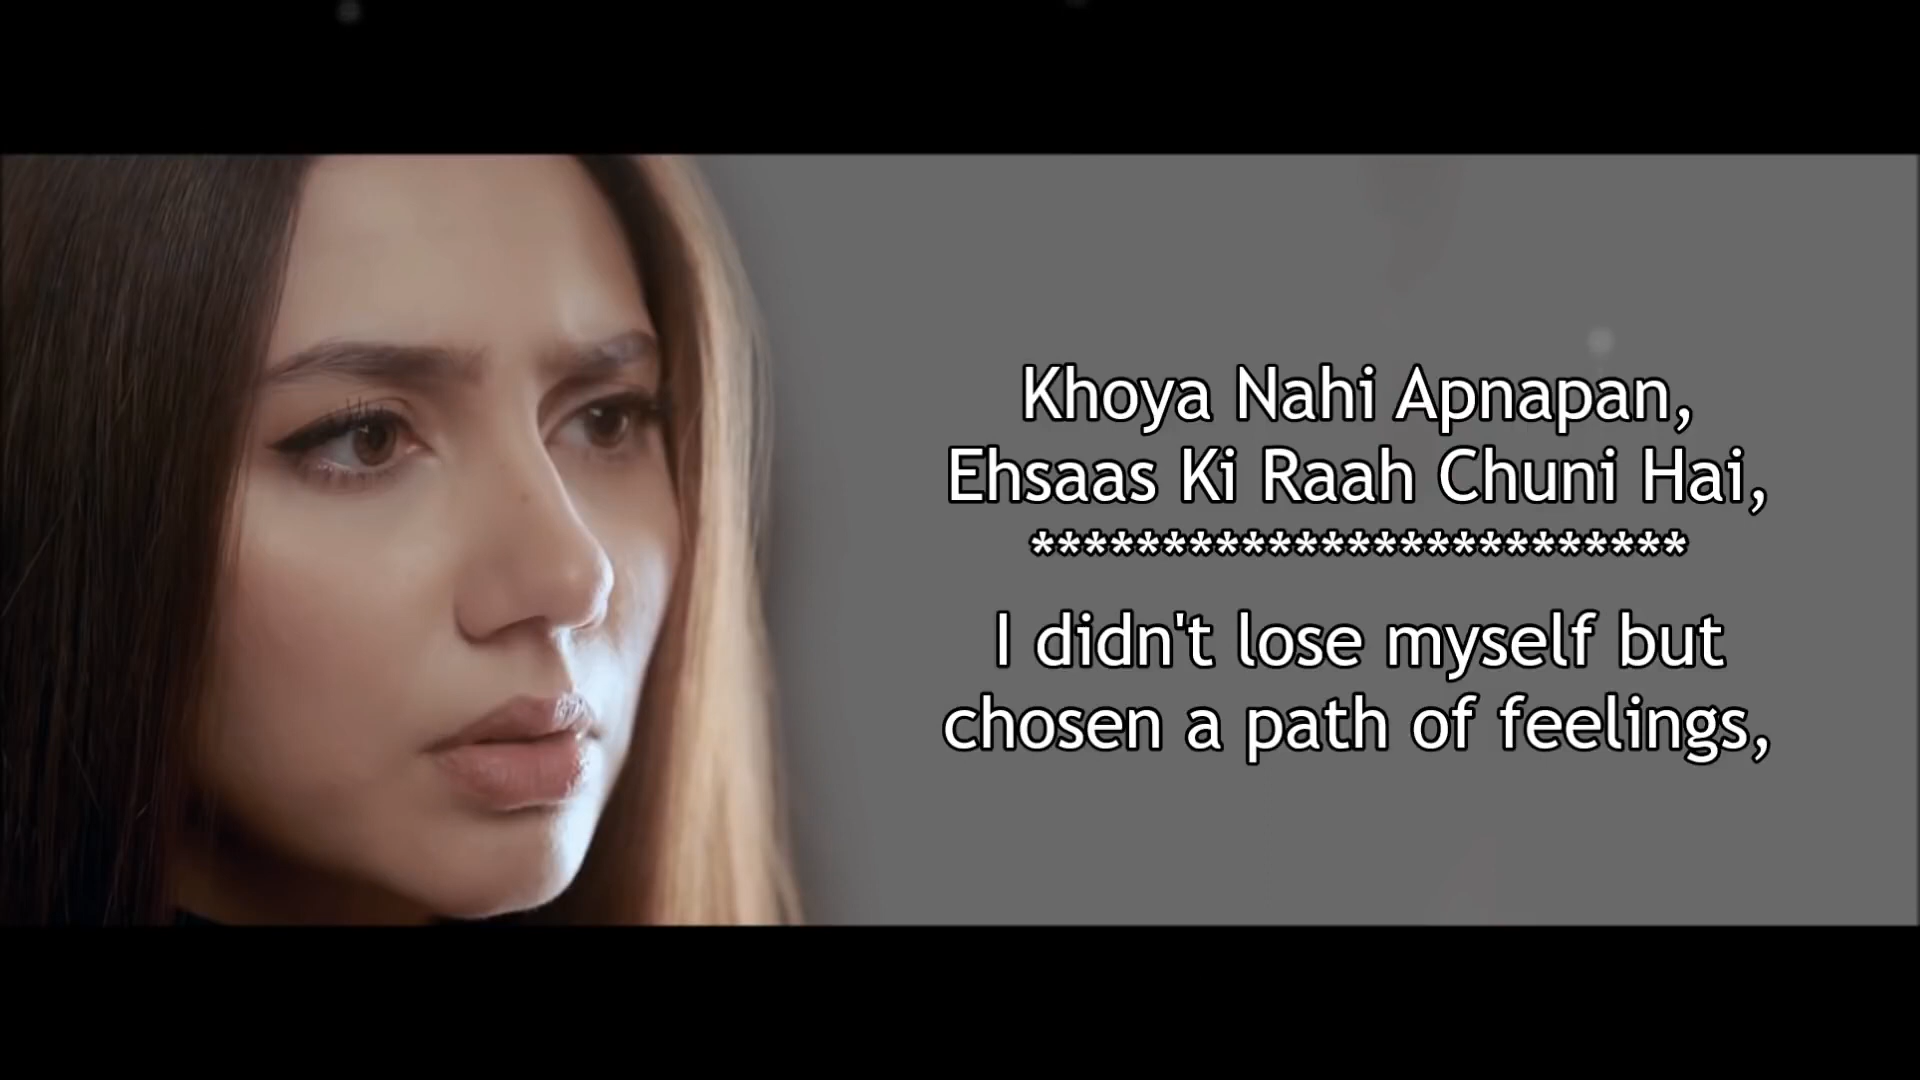 Khoya Nahi Apnapan,
Ehsaas Ki Raah Chuni Hai,
*************************
I didn't lose myself but
chosen a path of feelings,